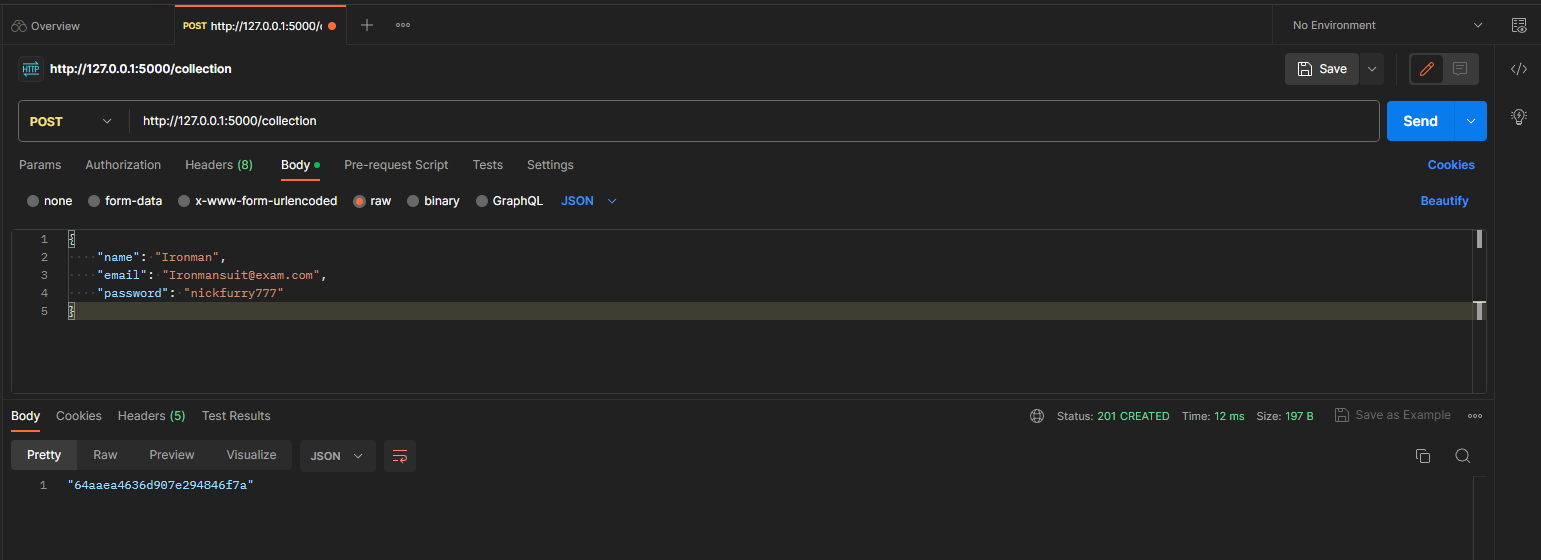 Overview
POST http://127.0.0.1:5000/c
No Environment
HTTP http://127.0.0.1:5000/collection
Save
POST http://127.0.0.1:5000/collection
Send
Params Authorization Headers (8) Body Pre-request Script Tests Settings Cookies
none form-data x-www-form-urlencoded raw binary GraphQL JSON Beautify
1 {
2 "name": "Ironman",
3 "email": "Ironmansuit@exam.com",
4 "password": "nickfurry777"
5 }
Body Cookies Headers (5) Test Results Status: 201 CREATED Time: 12 ms Size: 197 B Save as Example
Pretty Raw Preview Visualize JSON
1 "64aaea4636d907e294846f7a"